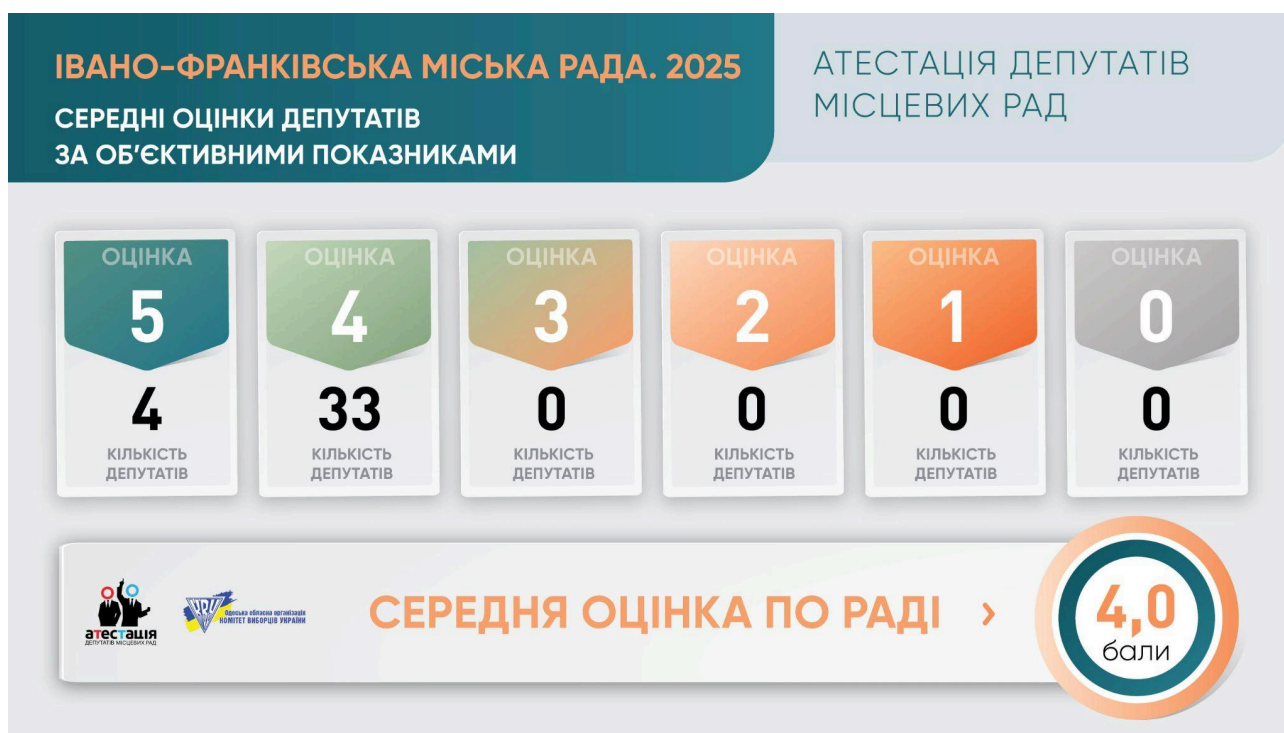 ІВАНО-ФРАНКІВСЬКА МІСЬКА РАДА. 2025
СЕРЕДНІ ОЦІНКИ ДЕПУТАТІВ
ЗА ОБ’ЄКТИВНИМИ ПОКАЗНИКАМИ
АТЕСТАЦІЯ ДЕПУТАТІВ
МІСЦЕВИХ РАД
ОЦІНКА
5
4
КІЛЬКІСТЬ
ДЕПУТАТІВ
ОЦІНКА
4
33
КІЛЬКІСТЬ
ДЕПУТАТІВ
ОЦІНКА
3
0
КІЛЬКІСТЬ
ДЕПУТАТІВ
ОЦІНКА
2
0
КІЛЬКІСТЬ
ДЕПУТАТІВ
ОЦІНКА
1
0
КІЛЬКІСТЬ
ДЕПУТАТІВ
ОЦІНКА
0
0
КІЛЬКІСТЬ
ДЕПУТАТІВ
атестація
ДЕПУТАТІВ МІСЦЕВИХ РАД
Одеська обласна організація
КОМІТЕТ ВИБОРЦІВ УКРАЇНИ
СЕРЕДНЯ ОЦІНКА ПО РАДІ ›
4,0
бали